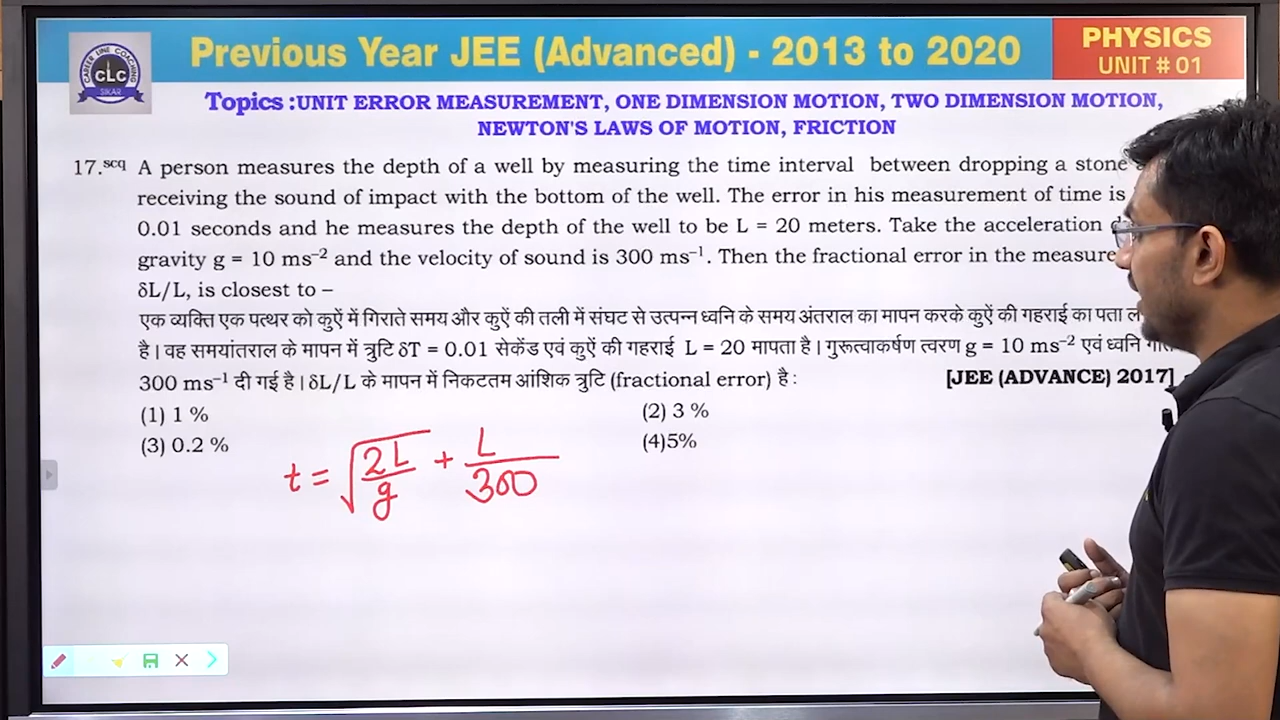 Previous Year JEE (Advanced) - 2013 to 2020
PHYSICS
UNIT # 01
CAREER LINE COACHING
CLC
SIKAR
Topics :UNIT ERROR MEASUREMENT, ONE DIMENSION MOTION, TWO DIMENSION MOTION,
NEWTON'S LAWS OF MOTION, FRICTION
17.scq A person measures the depth of a well by measuring the time interval between dropping a stone
receiving the sound of impact with the bottom of the well. The error in his measurement of time is
0.01 seconds and he measures the depth of the well to be L = 20 meters. Take the acceleration
gravity g = 10 ms⁻² and the velocity of sound is 300 ms⁻¹. Then the fractional error in the measure
δL/L, is closest to –
एक व्यक्ति एक पत्थर को कुऐं में गिराते समय और कुऐं की तली में संघट से उत्पन्न ध्वनि के समय अंतराल का मापन करके कुऐं की गहराई का पता
है। वह समयांतराल के मापन में त्रुटि δT = 0.01 सेकेंड एवं कुऐं की गहराई L = 20 मापता है। गुरूत्वाकर्षण त्वरण g = 10 ms⁻² एवं ध्वनि
300 ms⁻¹ दी गई है। δL/L के मापन में निकटतम आंशिक त्रुटि (fractional error) है :
[JEE (ADVANCE) 2017]
(1) 1 % (2) 3 %
(3) 0.2 % (4)5%
t = √(2L/g) + L/300